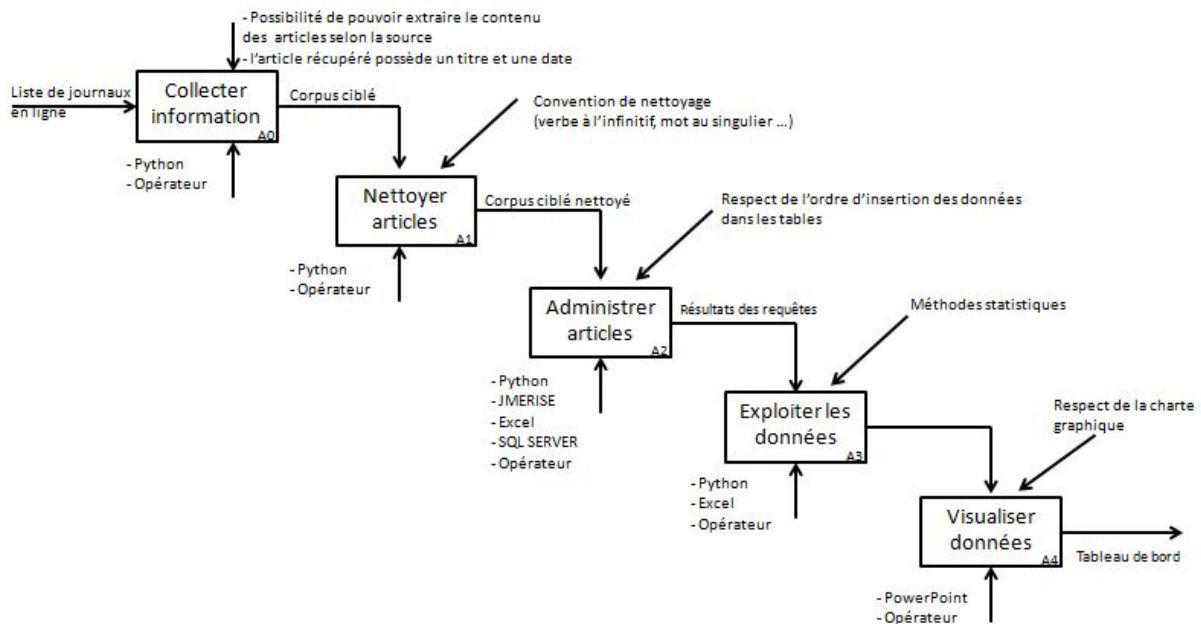 - Possibilité de pouvoir extraire le contenu
des articles selon la source
- l'article récupéré possède un titre et une date
Liste de journaux
en ligne
Collecter
information
A0
Corpus ciblé
- Python
- Opérateur
Convention de nettoyage
(verbe à l'infinitif, mot au singulier ...)
Nettoyer
articles
A1
Corpus ciblé nettoyé
- Python
- Opérateur
Respect de l'ordre d'insertion des données
dans les tables
Administrer
articles
A2
Résultats des requêtes
- Python
- JMERISE
- Excel
- SQL SERVER
- Opérateur
Méthodes statistiques
Exploiter les
données
A3
- Python
- Excel
- Opérateur
Respect de la charte
graphique
Visualiser
données
A4
Tableau de bord
- PowerPoint
- Opérateur